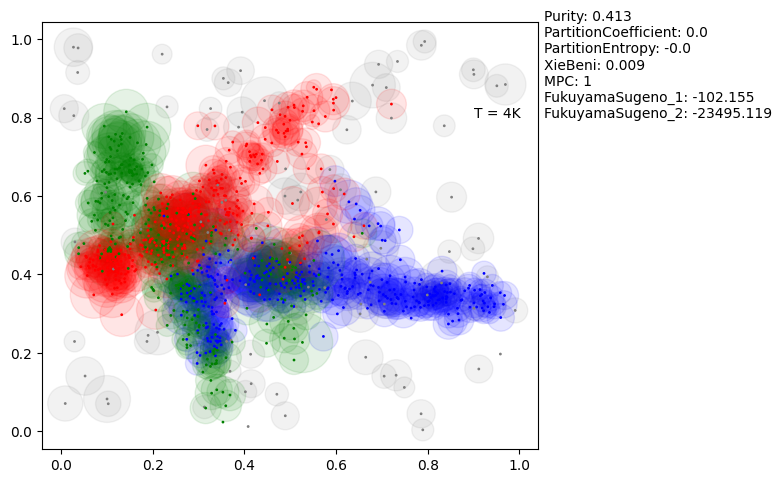 Purity: 0.413
PartitionCoefficient: 0.0
PartitionEntropy: -0.0
XieBeni: 0.009
MPC: 1
FukuyamaSugeno_1: -102.155
FukuyamaSugeno_2: -23495.119
T = 4K
1.0
0.8
0.6
0.4
0.2
0.0
0.0 0.2 0.4 0.6 0.8 1.0